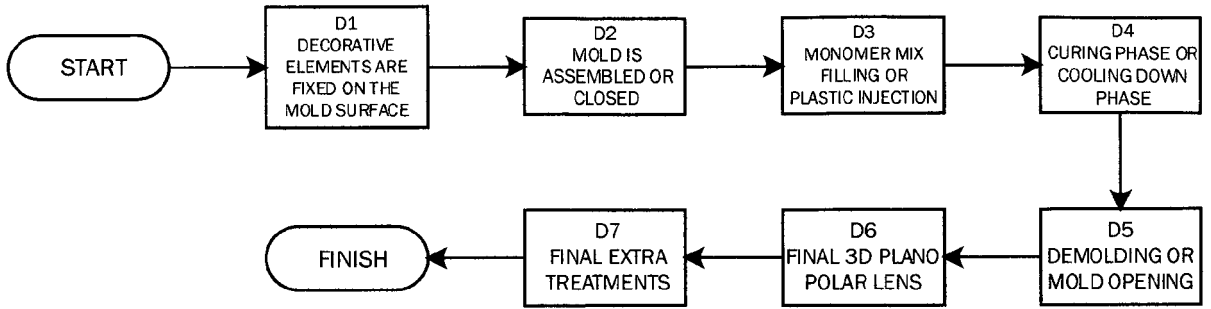 START
D1
DECORATIVE
ELEMENTS ARE
FIXED ON THE
MOLD SURFACE
D2
MOLD IS
ASSEMBLED OR
CLOSED
D3
MONOMER MIX
FILLING OR
PLASTIC INJECTION
D4
CURING PHASE OR
COOLING DOWN
PHASE
D5
DEMOLDING OR
MOLD OPENING
D6
FINAL 3D PLANO
POLAR LENS
D7
FINAL EXTRA
TREATMENTS
FINISH